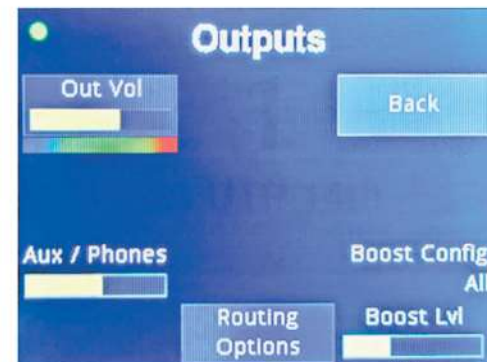 Outputs
Out Vol
Back
Aux / Phones
Boost Config
All
Routing
Options
Boost Lvl